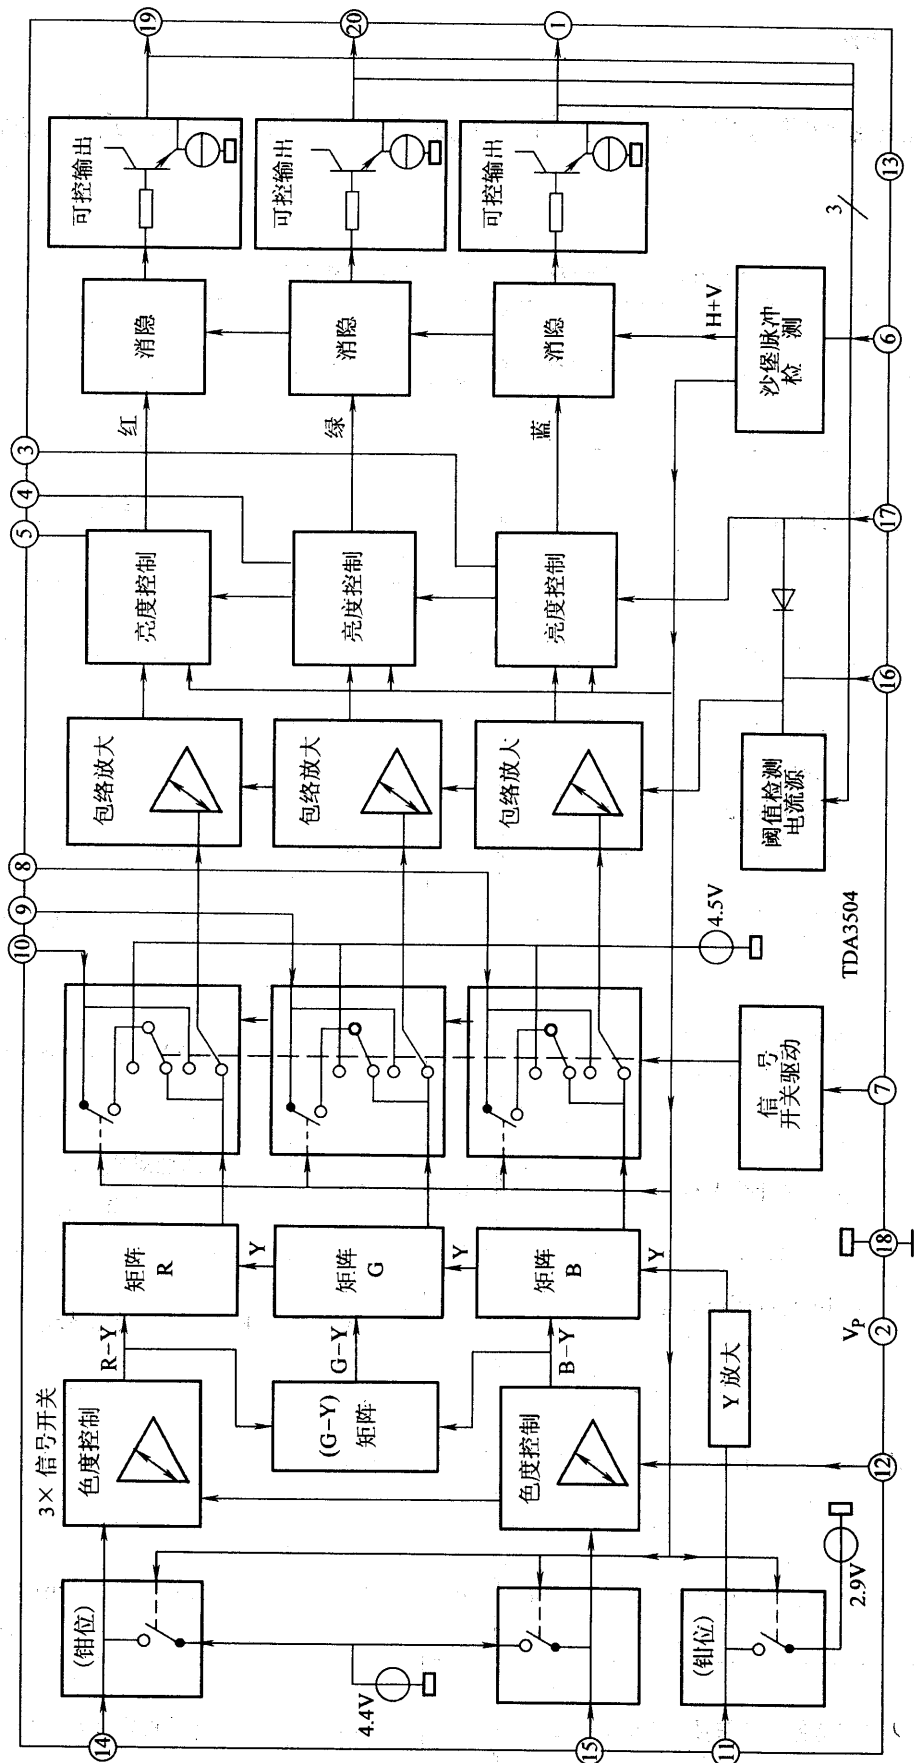 3× 信号开关
10
9
8
5
4
3
14
(钳位)
色度控制
R−Y
矩阵
R
包络放大
亮度控制
红
消隐
可控输出
19
Y
4.4V
(G−Y)
矩阵
G−Y
矩阵
G
包络放大
亮度控制
绿
消隐
可控输出
20
Y
15
色度控制
B−Y
矩阵
B
包络放大
亮度控制
蓝
消隐
可控输出
1
Y
H+V
11
(钳位)
Y 放大
4.5V
信号
开关驱动
阈值检测
电流源
沙堡脉冲
检测
3
2.9V
V_P
TDA3504
12
2
18
7
16
17
6
13